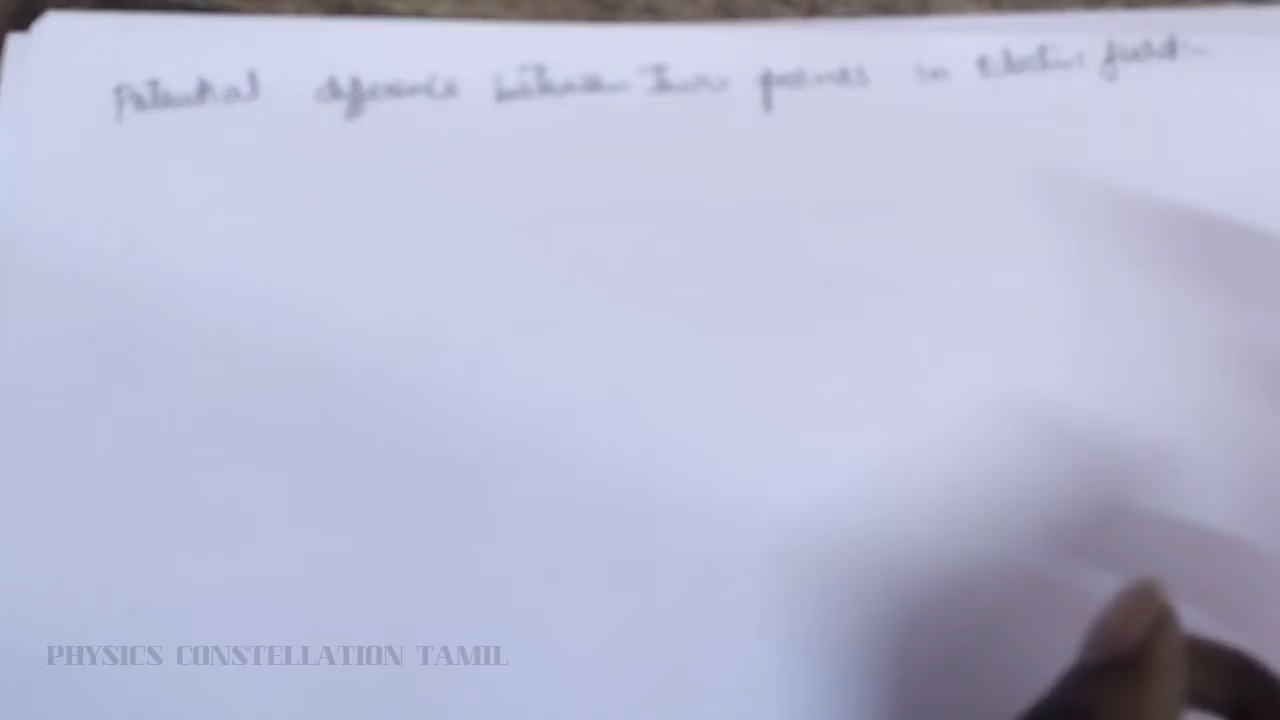 Potential difference between two points in electric field
PHYSICS CONSTELLATION TAMIL